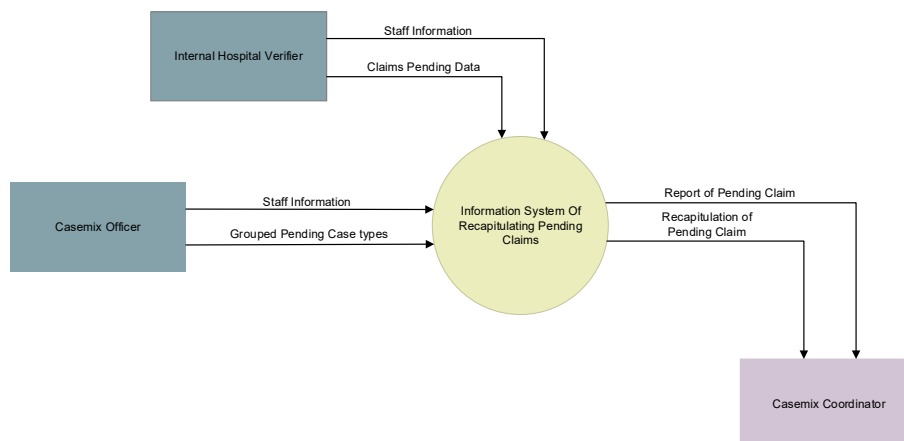 Staff Information
Internal Hospital Verifier
Claims Pending Data
Staff Information
Casemix Officer
Grouped Pending Case types
Information System Of
Recapitulating Pending
Claims
Report of Pending Claim
Recapitulation of
Pending Claim
Casemix Coordinator